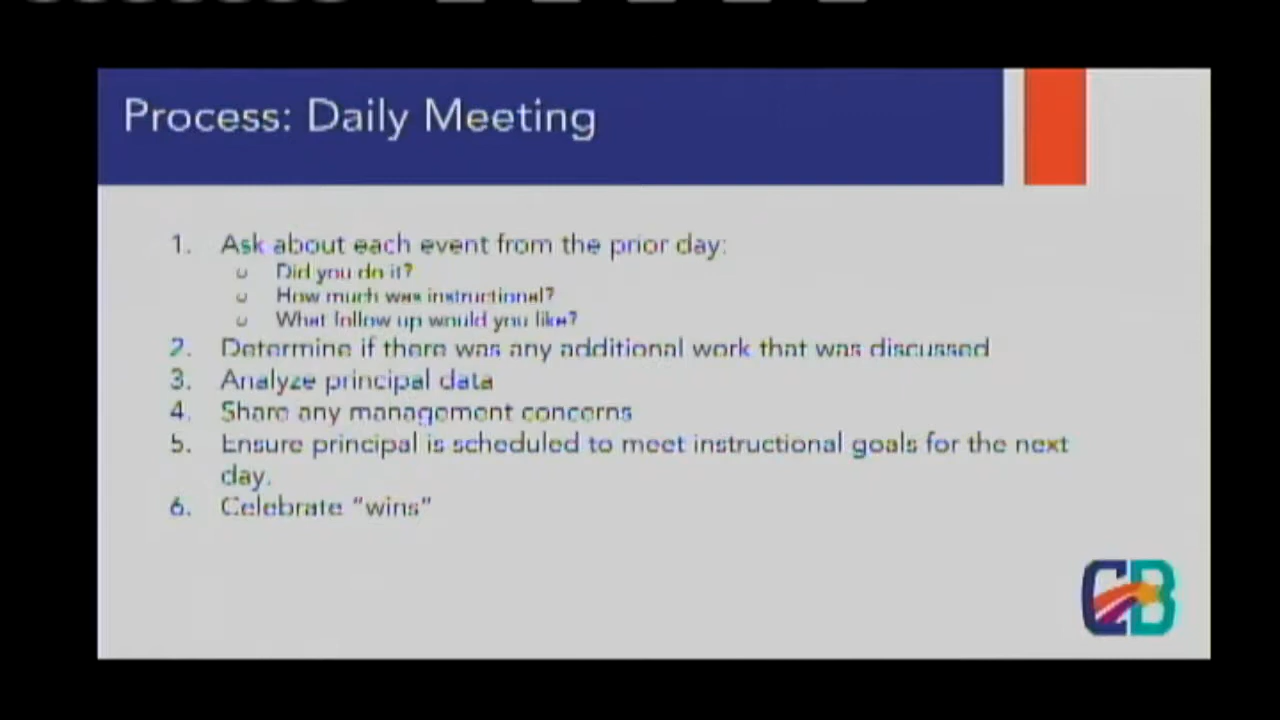 Process: Daily Meeting
1. Ask about each event from the prior day:
Did you do it?
How much was instructional?
What follow up would you like?
2. Determine if there was any additional work that was discussed
3. Analyze principal data
4. Share any management concerns
5. Ensure principal is scheduled to meet instructional goals for the next
day.
6. Celebrate "wins"
CB